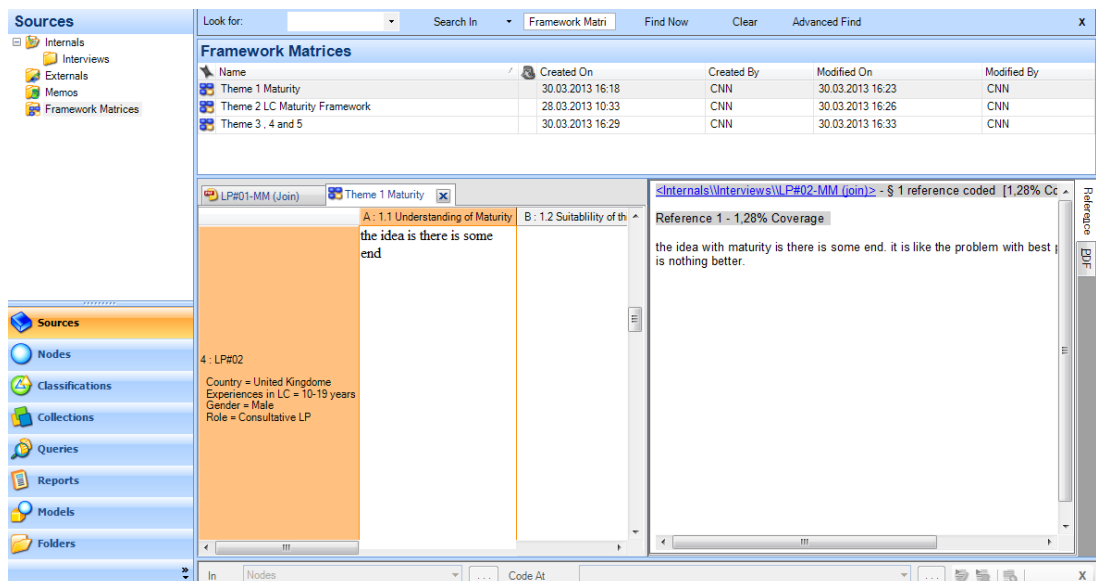 Sources
Internals
Interviews
Externals
Memos
Framework Matrices
Look for:
Search In
Framework Matri
Find Now
Clear
Advanced Find
x
Framework Matrices
Name
Created On
Created By
Modified On
Modified By
Theme 1 Maturity
30.03.2013 16:18
CNN
30.03.2013 16:23
CNN
Theme 2 LC Maturity Framework
28.03.2013 10:33
CNN
30.03.2013 16:26
CNN
Theme 3 , 4 and 5
30.03.2013 16:29
CNN
30.03.2013 16:33
CNN
LP#01-MM (Join)
Theme 1 Maturity
A : 1.1 Understanding of Maturity
B : 1.2 Suitablility of th
the idea is there is some
end
4 : LP#02
Country = United Kingdome
Experiences in LC = 10-19 years
Gender = Male
Role = Consultative LP
<Internals\\Interviews\\LP#02-MM (join)> - § 1 reference coded [1,28% Co
Reference 1 - 1,28% Coverage
the idea with maturity is there is some end. it is like the problem with best p
is nothing better.
Reference
PDF
Sources
Nodes
Classifications
Collections
Queries
Reports
Models
Folders
In
Nodes
...
Code At
...
x